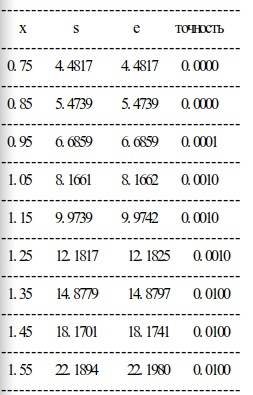 x s e точность
0. 75 4. 4817 4. 4817 0. 0000
0. 85 5. 4739 5. 4739 0. 0000
0. 95 6. 6859 6. 6859 0. 0001
1. 05 8. 1661 8. 1662 0. 0010
1. 15 9. 9739 9. 9742 0. 0010
1. 25 12. 1817 12. 1825 0. 0010
1. 35 14. 8779 14. 8797 0. 0100
1. 45 18. 1701 18. 1741 0. 0100
1. 55 22. 1894 22. 1980 0. 0100